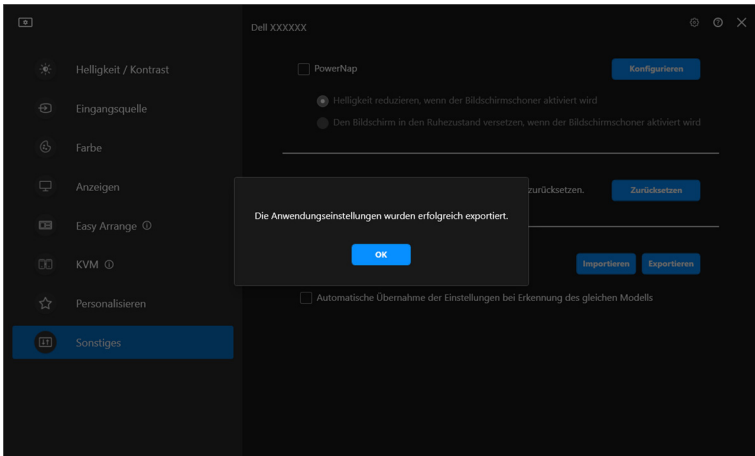 Dell XXXXXX
Helligkeit / Kontrast
Eingangsquelle
Farbe
Anzeigen
Easy Arrange
KVM
Personalisieren
Sonstiges
PowerNap
Konfigurieren
Helligkeit reduzieren, wenn der Bildschirmschoner aktiviert wird
Den Bildschirm in den Ruhezustand versetzen, wenn der Bildschirmschoner aktiviert wird
zurücksetzen.
Zurücksetzen
Die Anwendungseinstellungen wurden erfolgreich exportiert.
OK
Importieren
Exportieren
Automatische Übernahme der Einstellungen bei Erkennung des gleichen Modells